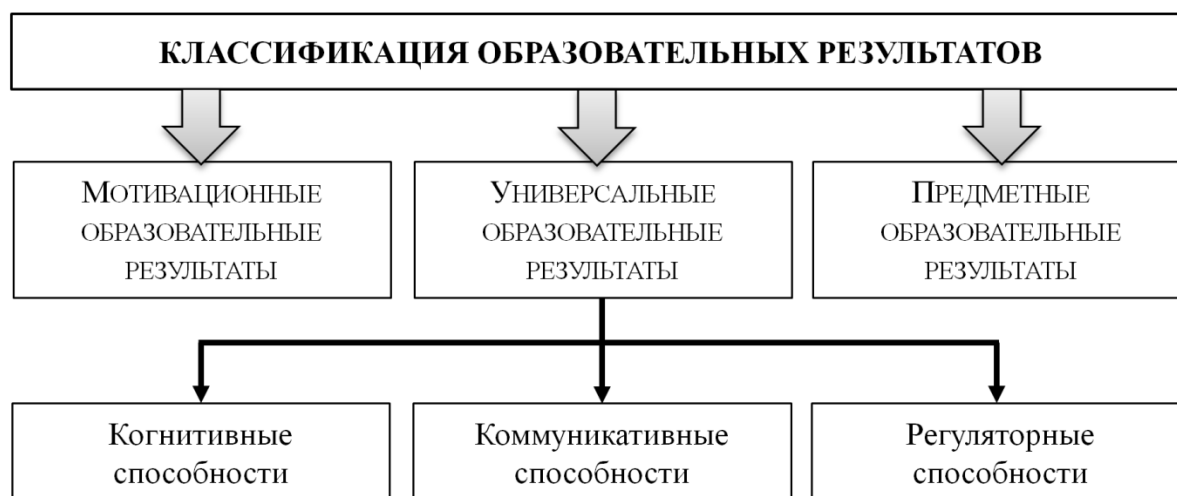 КЛАССИФИКАЦИЯ ОБРАЗОВАТЕЛЬНЫХ РЕЗУЛЬТАТОВ
МОТИВАЦИОННЫЕ
ОБРАЗОВАТЕЛЬНЫЕ
РЕЗУЛЬТАТЫ
УНИВЕРСАЛЬНЫЕ
ОБРАЗОВАТЕЛЬНЫЕ
РЕЗУЛЬТАТЫ
ПРЕДМЕТНЫЕ
ОБРАЗОВАТЕЛЬНЫЕ
РЕЗУЛЬТАТЫ
Когнитивные
способности
Коммуникативные
способности
Регуляторные
способности